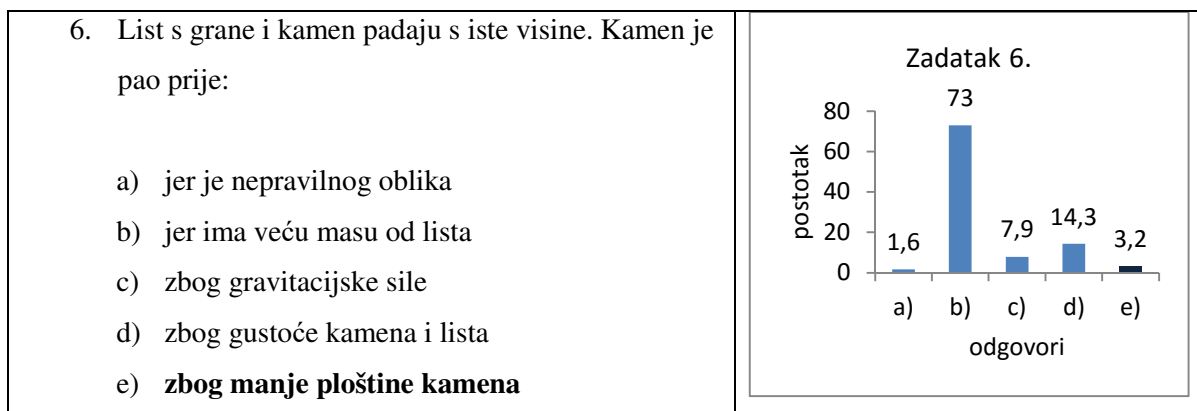 6. List s grane i kamen padaju s iste visine. Kamen je
pao prije:
a) jer je nepravilnog oblika
b) jer ima veću masu od lista
c) zbog gravitacijske sile
d) zbog gustoće kamena i lista
e) zbog manje ploštine kamena
Zadatak 6.
postotak
80
60
40
20
0
1,6
73
7,9
14,3
3,2
a) b) c) d) e)
odgovori